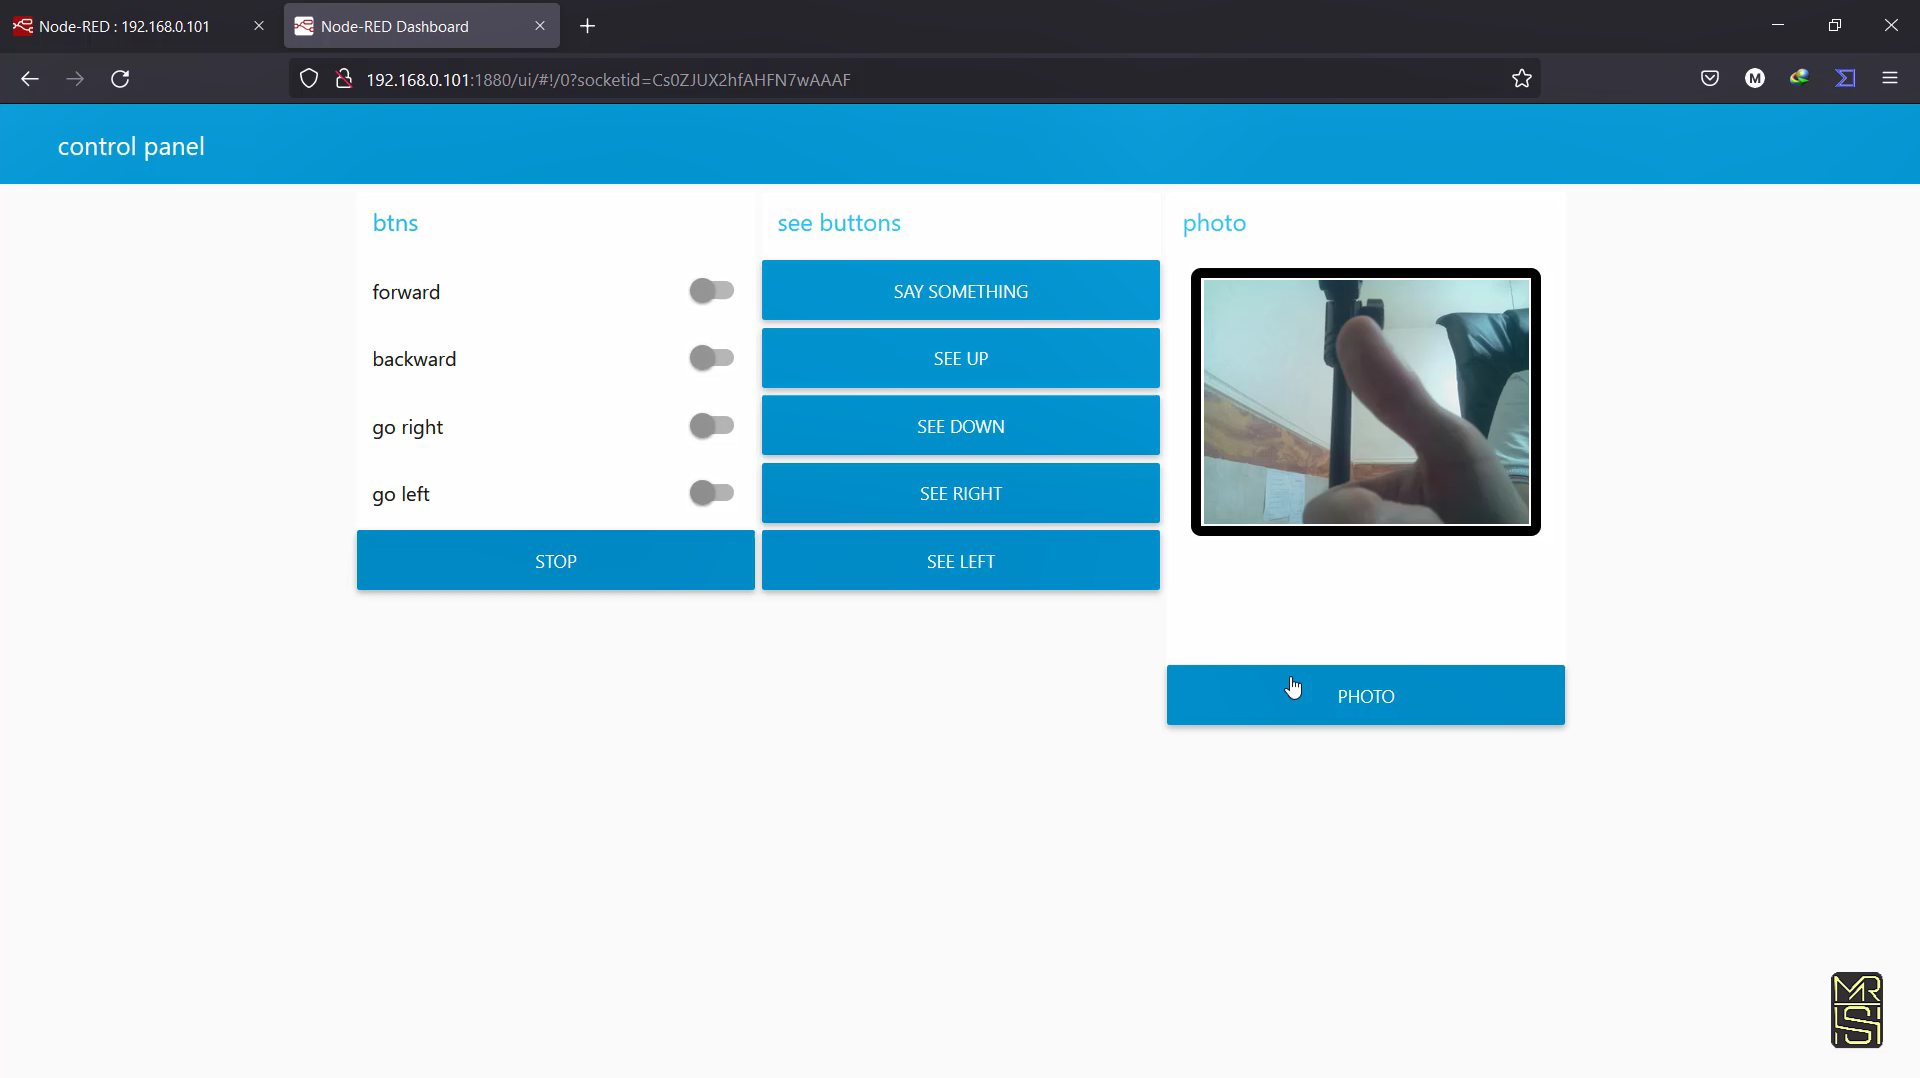 Node-RED : 192.168.0.101
Node-RED Dashboard
192.168.0.101:1880/ui/#!/0?socketid=Cs0ZJUX2hfAHFN7wAAAF
M
control panel
btns
forward
backward
go right
go left
STOP
see buttons
SAY SOMETHING
SEE UP
SEE DOWN
SEE RIGHT
SEE LEFT
photo
PHOTO
MR
SI